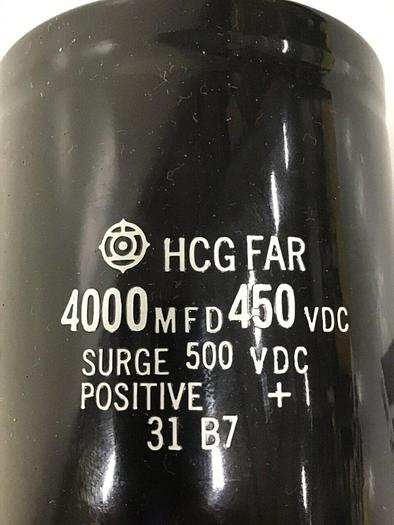 HCG FAR
4000 MFD 450 VDC
SURGE 500 VDC
POSITIVE +
31 B7